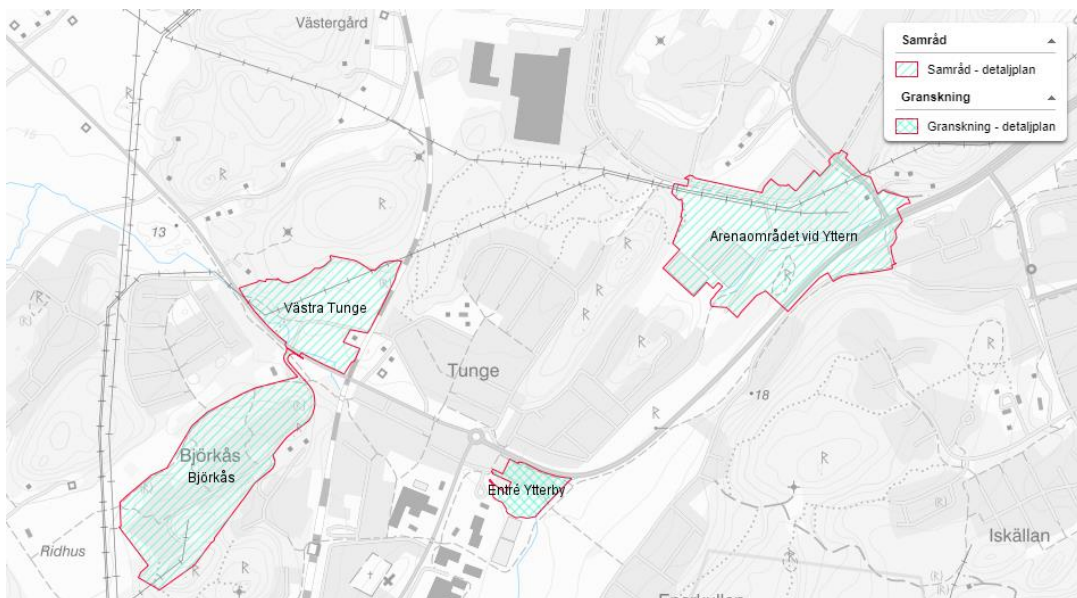 Västergård
Samråd
Samråd - detaljplan
Granskning
Granskning - detaljplan
R
R
R
13
Arenaområdet vid Yttern
R
(R)
Västra Tunge
R
R
Tunge
(R)
18
R
R
Björkås
Björkås
Entré Ytterby
R
R
R
Iskällan
Ridhus
R
R
(R)
(R)